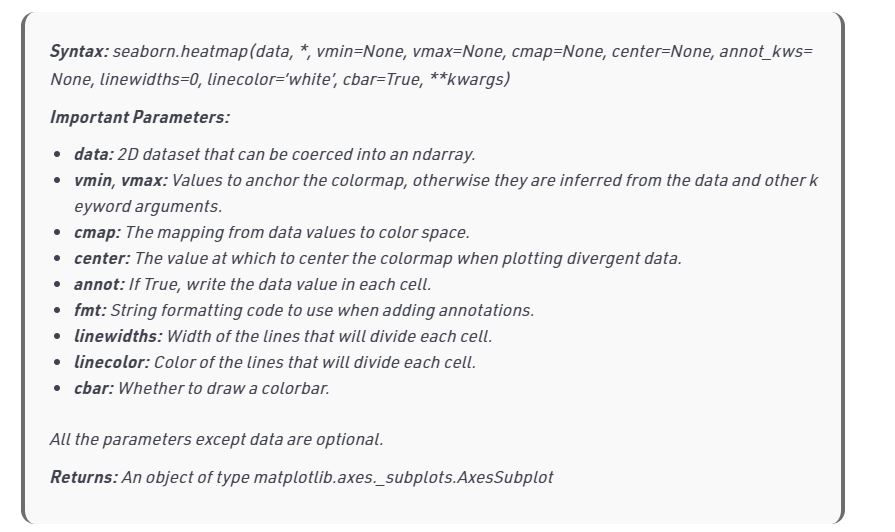 Syntax: seaborn.heatmap(data, *, vmin=None, vmax=None, cmap=None, center=None, annot_kws=
None, linewidths=0, linecolor=‘white’, cbar=True, **kwargs)
Important Parameters:
• data: 2D dataset that can be coerced into an ndarray.
• vmin, vmax: Values to anchor the colormap, otherwise they are inferred from the data and other k
eyword arguments.
• cmap: The mapping from data values to color space.
• center: The value at which to center the colormap when plotting divergent data.
• annot: If True, write the data value in each cell.
• fmt: String formatting code to use when adding annotations.
• linewidths: Width of the lines that will divide each cell.
• linecolor: Color of the lines that will divide each cell.
• cbar: Whether to draw a colorbar.
All the parameters except data are optional.
Returns: An object of type matplotlib.axes._subplots.AxesSubplot